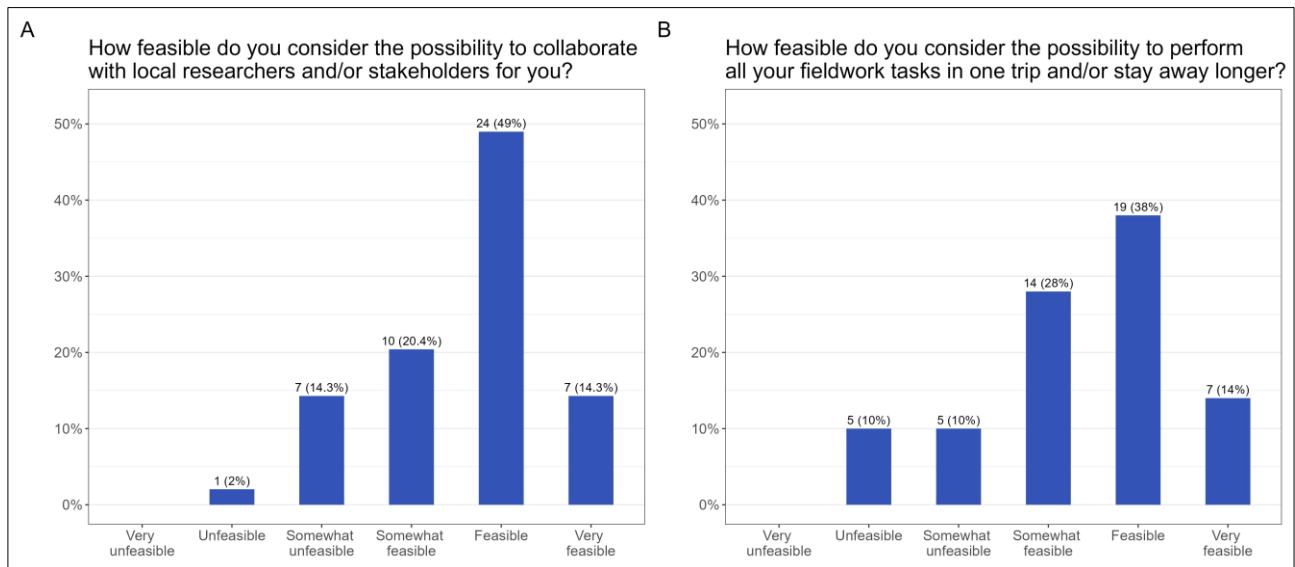 A
How feasible do you consider the possibility to collaborate
with local researchers and/or stakeholders for you?
50%
40%
30%
20%
10%
0%
1 (2%)
7 (14.3%)
10 (20.4%)
24 (49%)
7 (14.3%)
Very
unfeasible
Unfeasible
Somewhat
unfeasible
Somewhat
feasible
Feasible
Very
feasible
B
How feasible do you consider the possibility to perform
all your fieldwork tasks in one trip and/or stay away longer?
50%
40%
30%
20%
10%
0%
5 (10%)
5 (10%)
14 (28%)
19 (38%)
7 (14%)
Very
unfeasible
Unfeasible
Somewhat
unfeasible
Somewhat
feasible
Feasible
Very
feasible